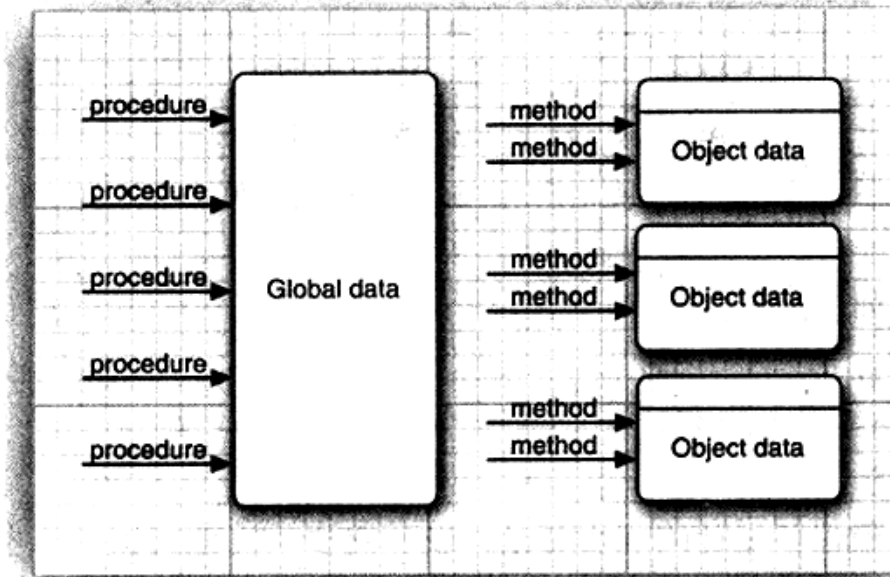 procedure
procedure
procedure
procedure
procedure
Global data
method
method
Object data
method
method
Object data
method
method
Object data